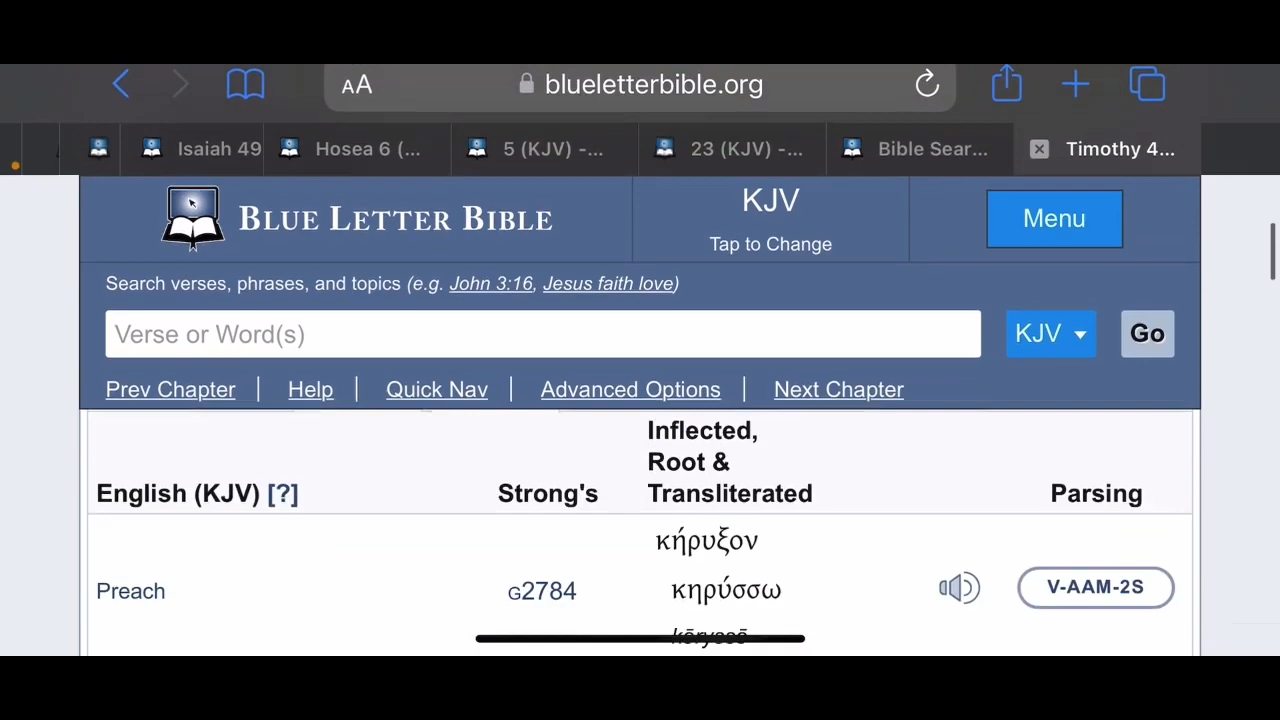 AA blueletterbible.org
Isaiah 49 Hosea 6 (... 5 (KJV) -... 23 (KJV) -... Bible Sear... Timothy 4...
BLUE LETTER BIBLE
KJV
Tap to Change
Menu
Search verses, phrases, and topics (e.g. John 3:16, Jesus faith love)
Verse or Word(s)
KJV
Go
Prev Chapter | Help | Quick Nav | Advanced Options | Next Chapter
English (KJV) [?]
Strong's
Inflected,
Root &
Transliterated
Parsing
Preach
G2784
κήρυξον
κηρύσσω
kēryssō
V-AAM-2S